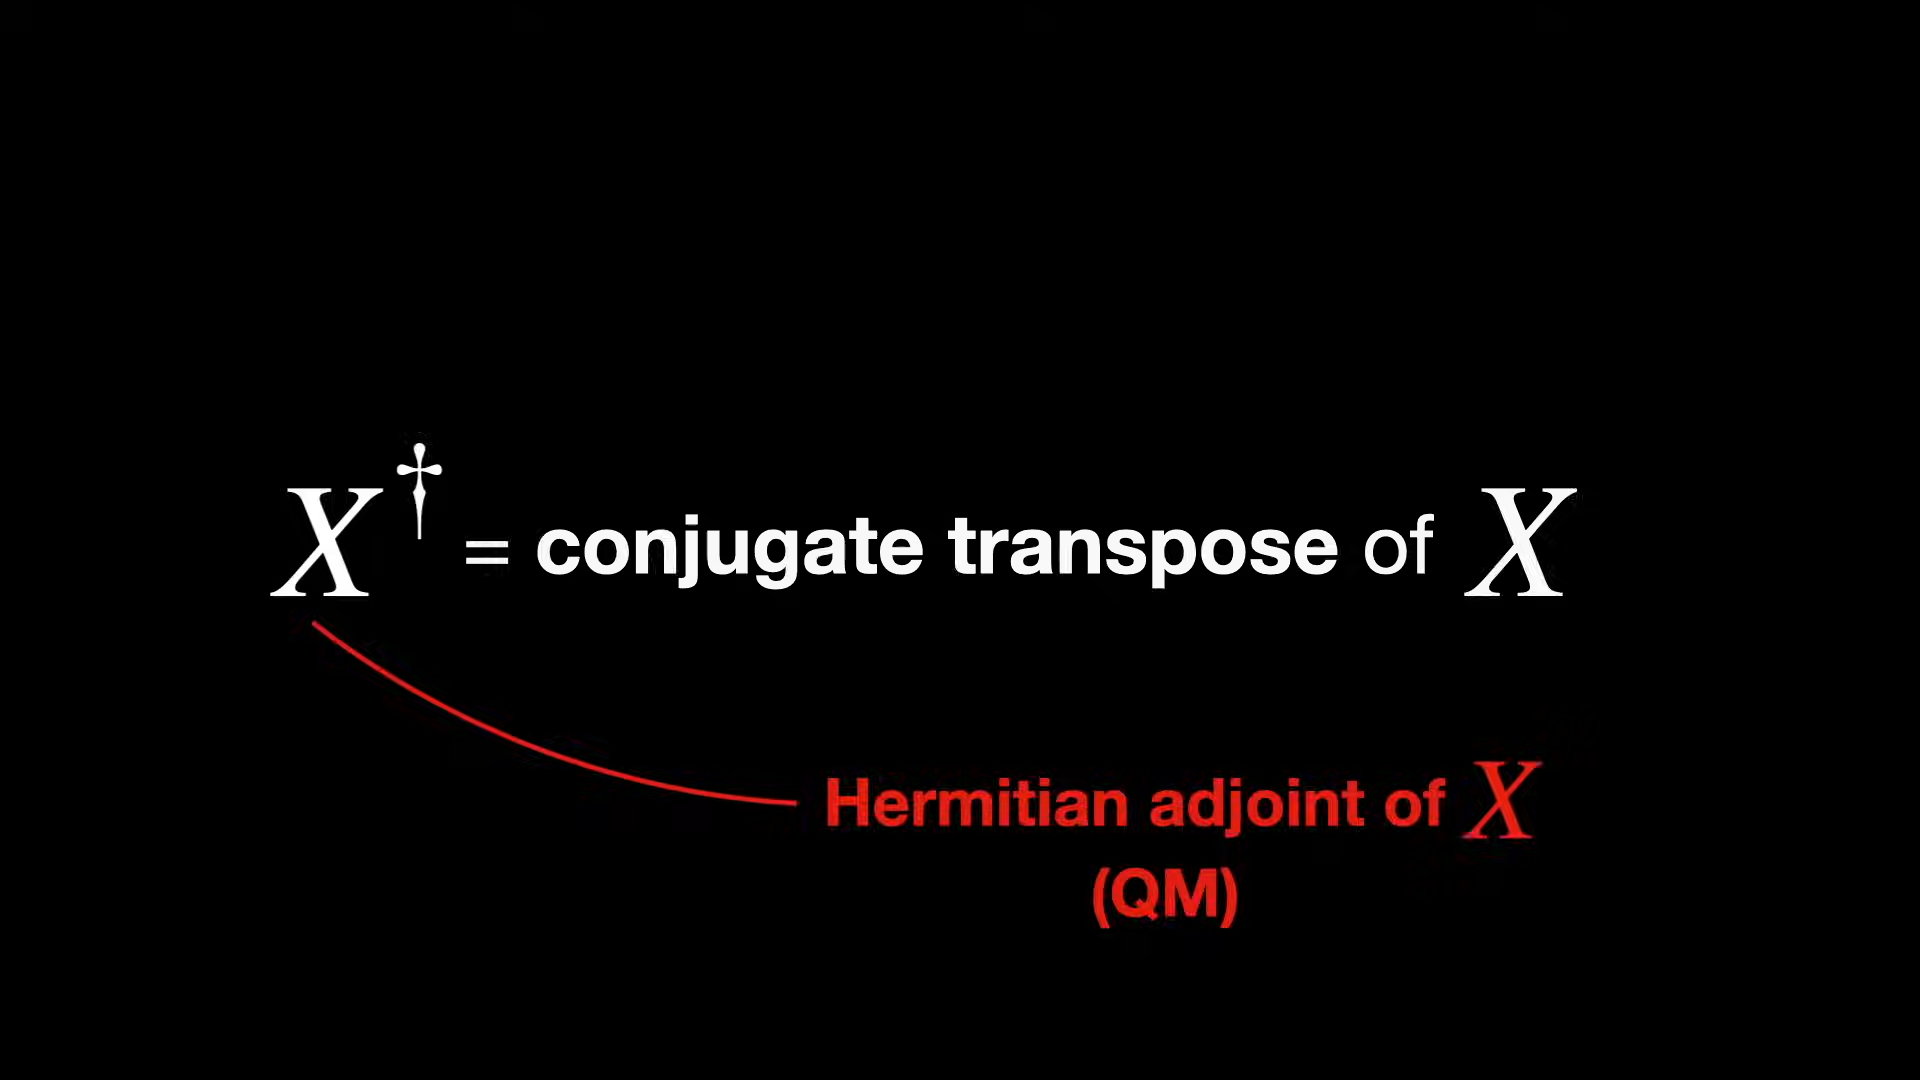 X† = conjugate transpose of X
Hermitian adjoint of X
(QM)